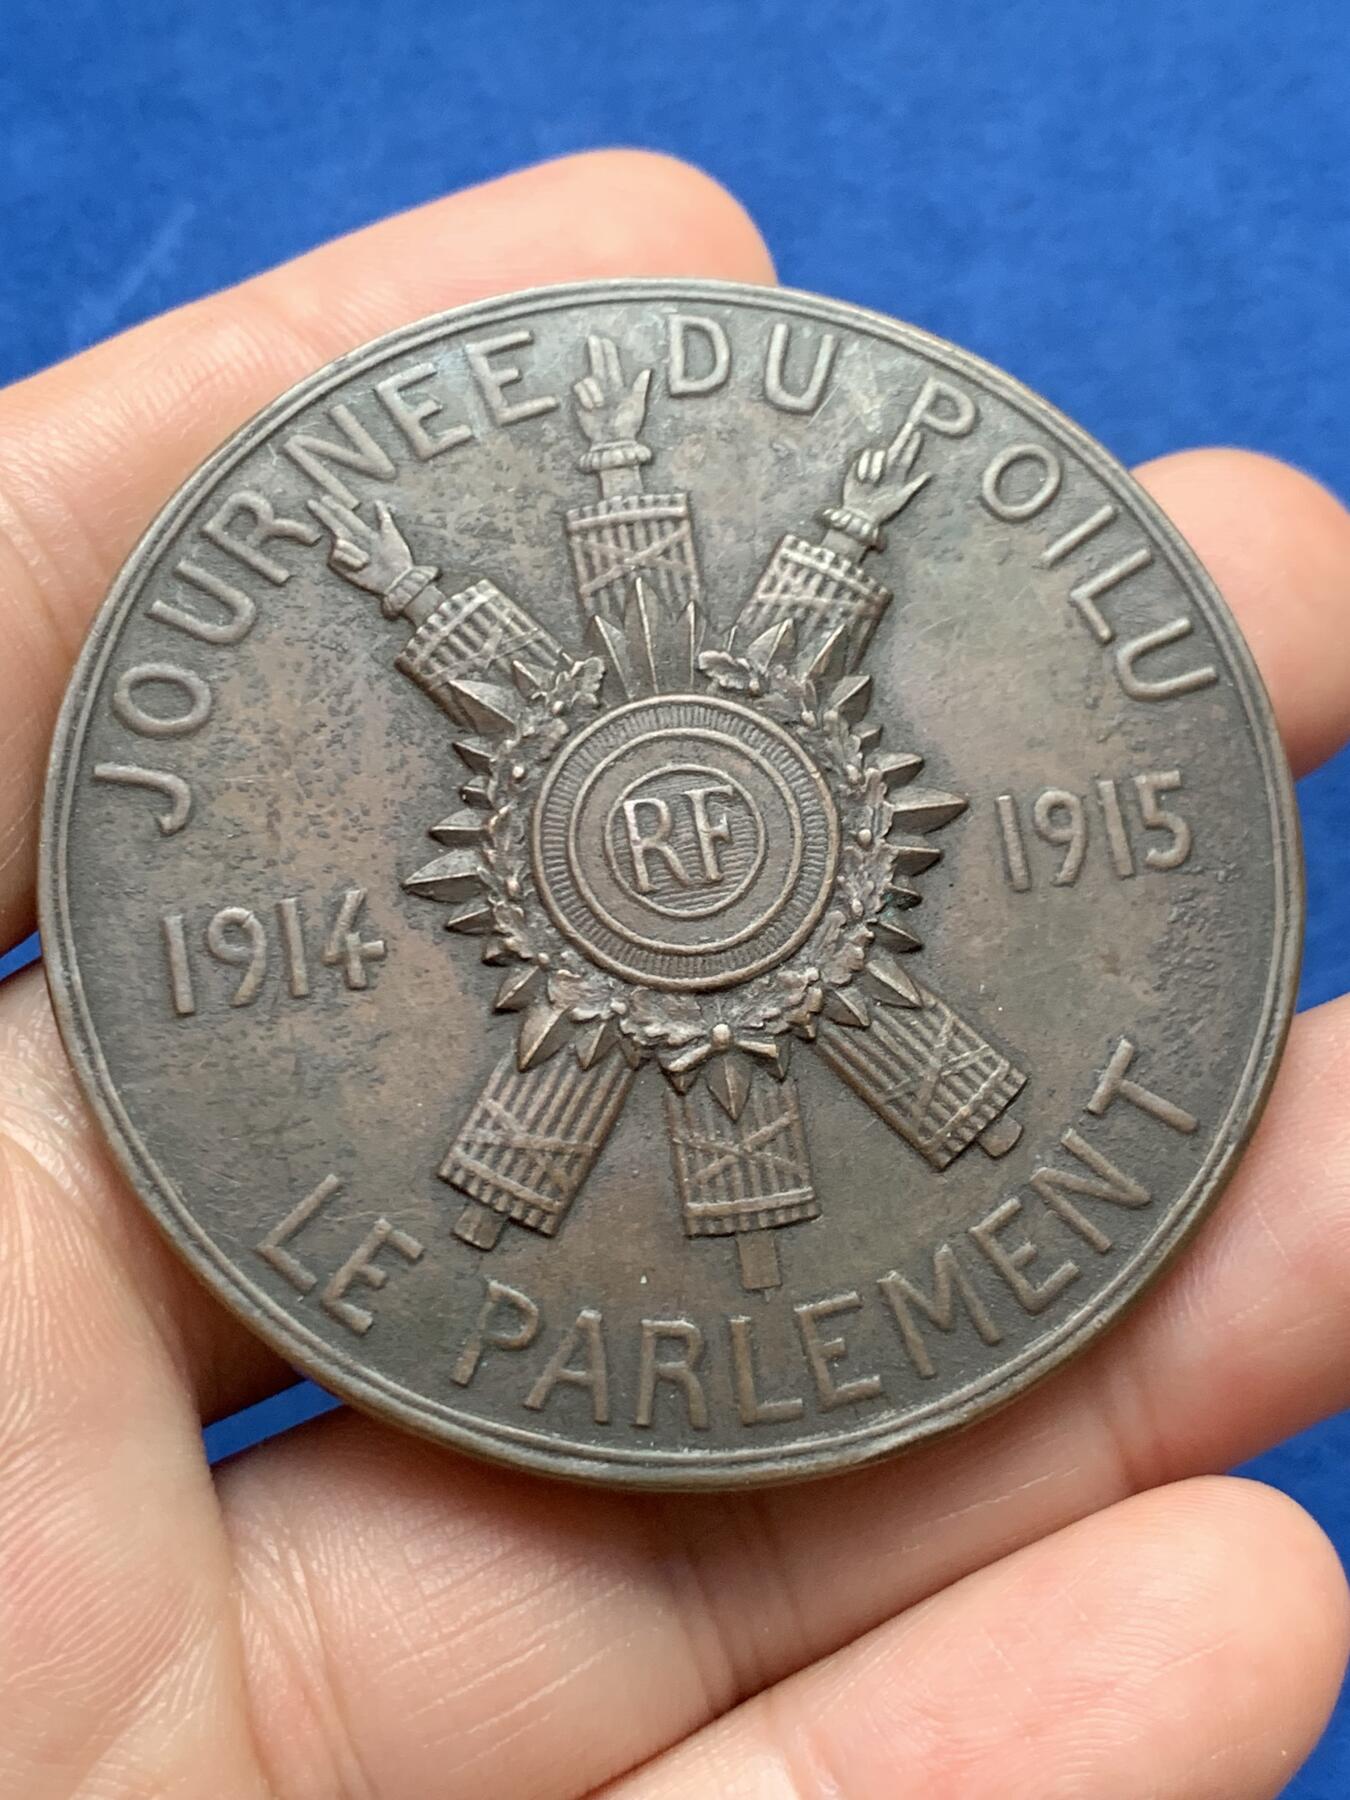 JOURNEE DU POILU
1914
RF
1915
LE PARLEMENT